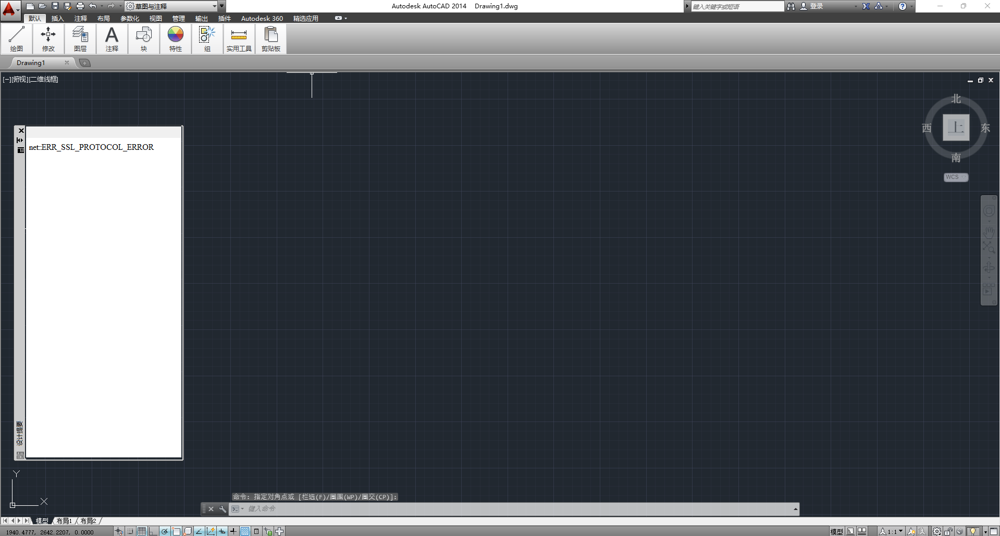 草图与注释
Autodesk AutoCAD 2014 Drawing1.dwg
键入关键字或短语
登录
默认 插入 注释 布局 参数化 视图 管理 输出 插件 Autodesk 360 精选应用
绘图 修改 图层 注释 块 特性 组 实用工具 剪贴板
Drawing1
[−][俯视][二维线框]
北
西 上 东
南
WCS
net::ERR_SSL_PROTOCOL_ERROR
设计提要
Y
X
命令: 指定对角点或 [栏选(F)/圈围(WP)/圈交(CP)]:
键入命令
模型 布局1 布局2
1940.4777, 2642.2207, 0.0000
模型 1:1